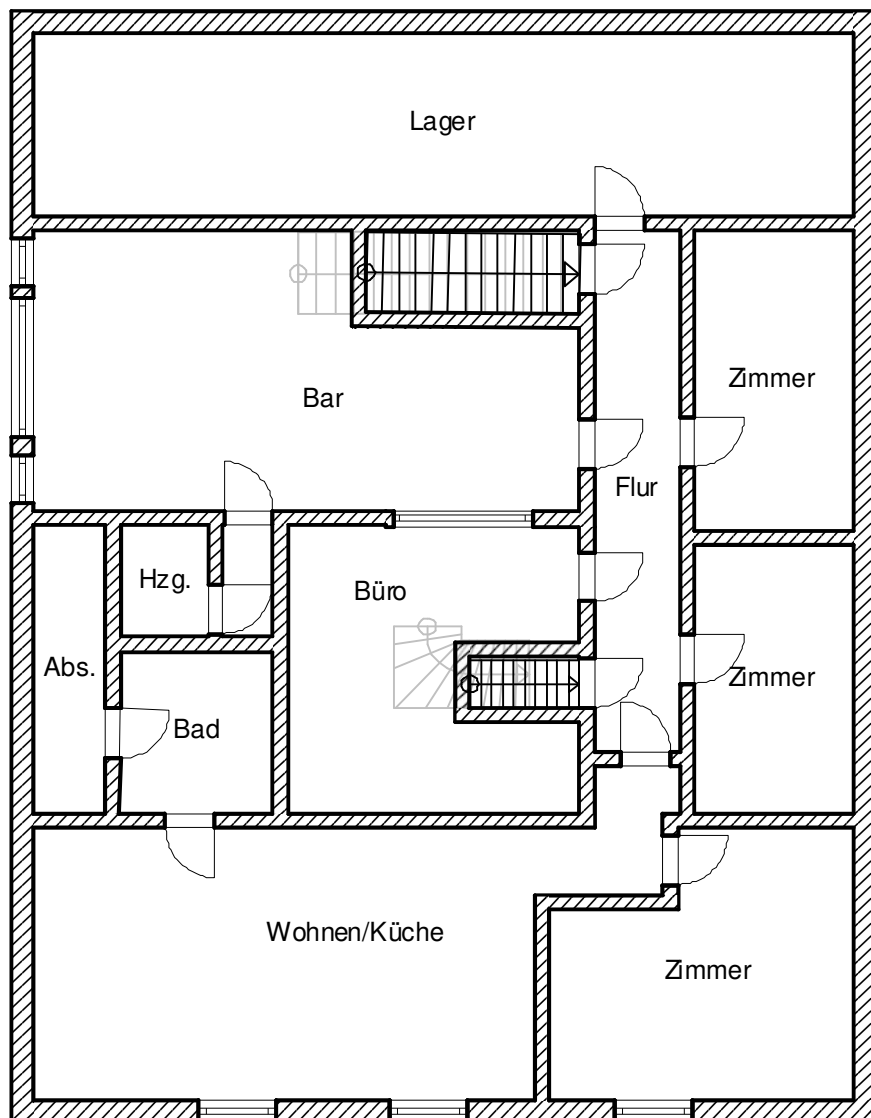 Lager
Zimmer
Bar
Flur
Hzg.
Büro
Abs.
Zimmer
Bad
Wohnen/Küche
Zimmer